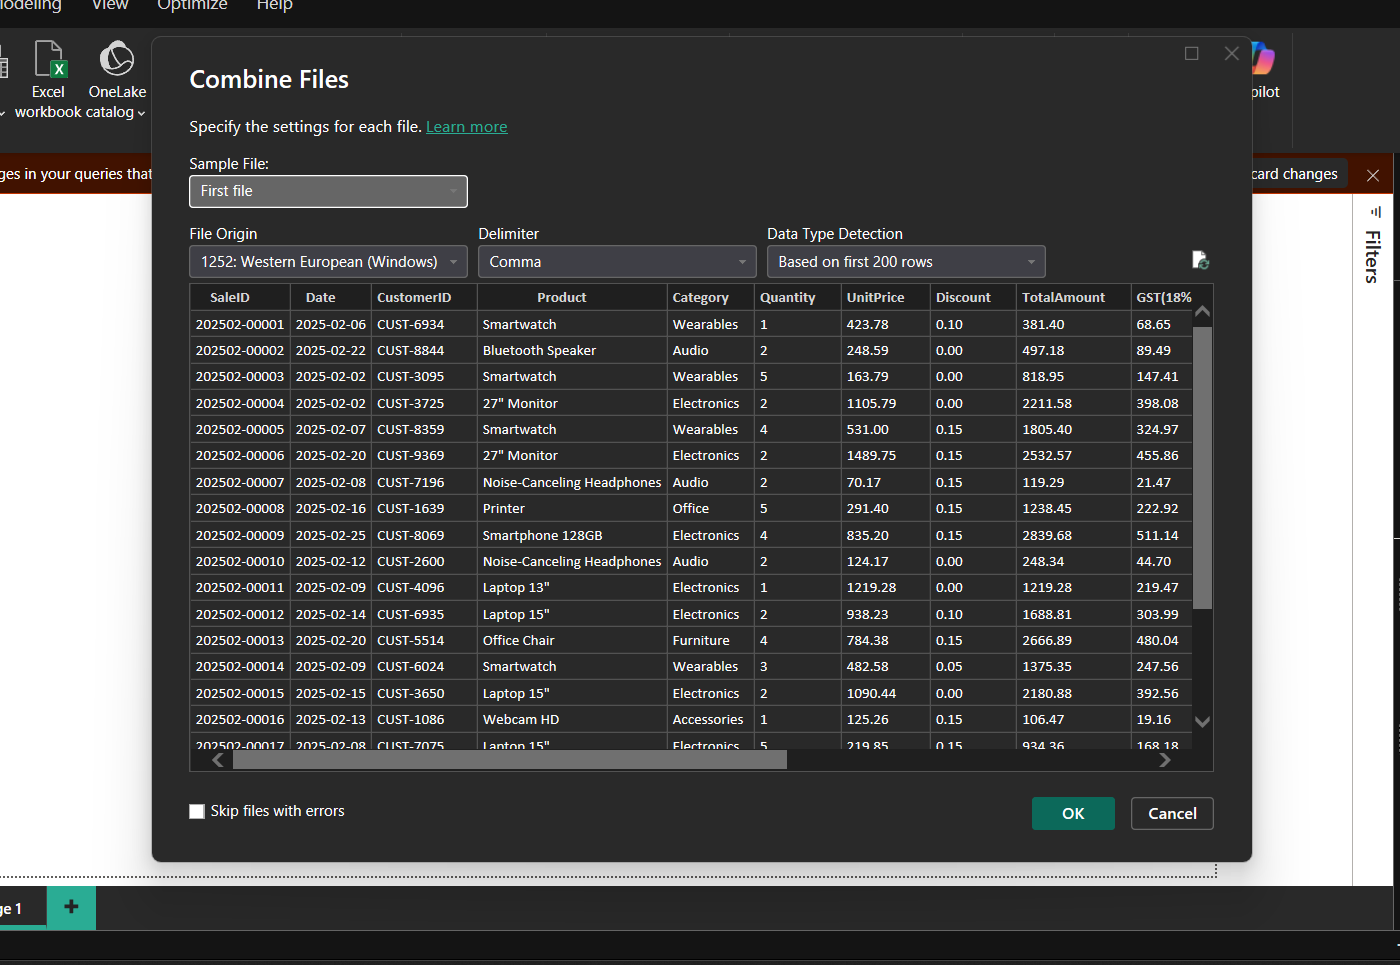 Modeling View Optimize Help
Excel workbook
OneLake catalog
pilot
ges in your queries that
card changes
Combine Files
Specify the settings for each file. Learn more
Sample File:
First file
File Origin Delimiter Data Type Detection
1252: Western European (Windows) Comma Based on first 200 rows
SaleID Date CustomerID Product Category Quantity UnitPrice Discount TotalAmount GST(18%
202502-00001 2025-02-06 CUST-6934 Smartwatch Wearables 1 423.78 0.10 381.40 68.65
202502-00002 2025-02-22 CUST-8844 Bluetooth Speaker Audio 2 248.59 0.00 497.18 89.49
202502-00003 2025-02-02 CUST-3095 Smartwatch Wearables 5 163.79 0.00 818.95 147.41
202502-00004 2025-02-02 CUST-3725 27" Monitor Electronics 2 1105.79 0.00 2211.58 398.08
202502-00005 2025-02-07 CUST-8359 Smartwatch Wearables 4 531.00 0.15 1805.40 324.97
202502-00006 2025-02-20 CUST-9369 27" Monitor Electronics 2 1489.75 0.15 2532.57 455.86
202502-00007 2025-02-08 CUST-7196 Noise-Canceling Headphones Audio 2 70.17 0.15 119.29 21.47
202502-00008 2025-02-16 CUST-1639 Printer Office 5 291.40 0.15 1238.45 222.92
202502-00009 2025-02-25 CUST-8069 Smartphone 128GB Electronics 4 835.20 0.15 2839.68 511.14
202502-00010 2025-02-12 CUST-2600 Noise-Canceling Headphones Audio 2 124.17 0.00 248.34 44.70
202502-00011 2025-02-09 CUST-4096 Laptop 13" Electronics 1 1219.28 0.00 1219.28 219.47
202502-00012 2025-02-14 CUST-6935 Laptop 15" Electronics 2 938.23 0.10 1688.81 303.99
202502-00013 2025-02-20 CUST-5514 Office Chair Furniture 4 784.38 0.15 2666.89 480.04
202502-00014 2025-02-09 CUST-6024 Smartwatch Wearables 3 482.58 0.05 1375.35 247.56
202502-00015 2025-02-15 CUST-3650 Laptop 15" Electronics 2 1090.44 0.00 2180.88 392.56
202502-00016 2025-02-13 CUST-1086 Webcam HD Accessories 1 125.26 0.15 106.47 19.16
202502-00017 2025-02-08 CUST-7075 Laptop 15" Electronics 5 219.85 0.15 934.36 168.18
Skip files with errors
OK Cancel
Filters
ge 1